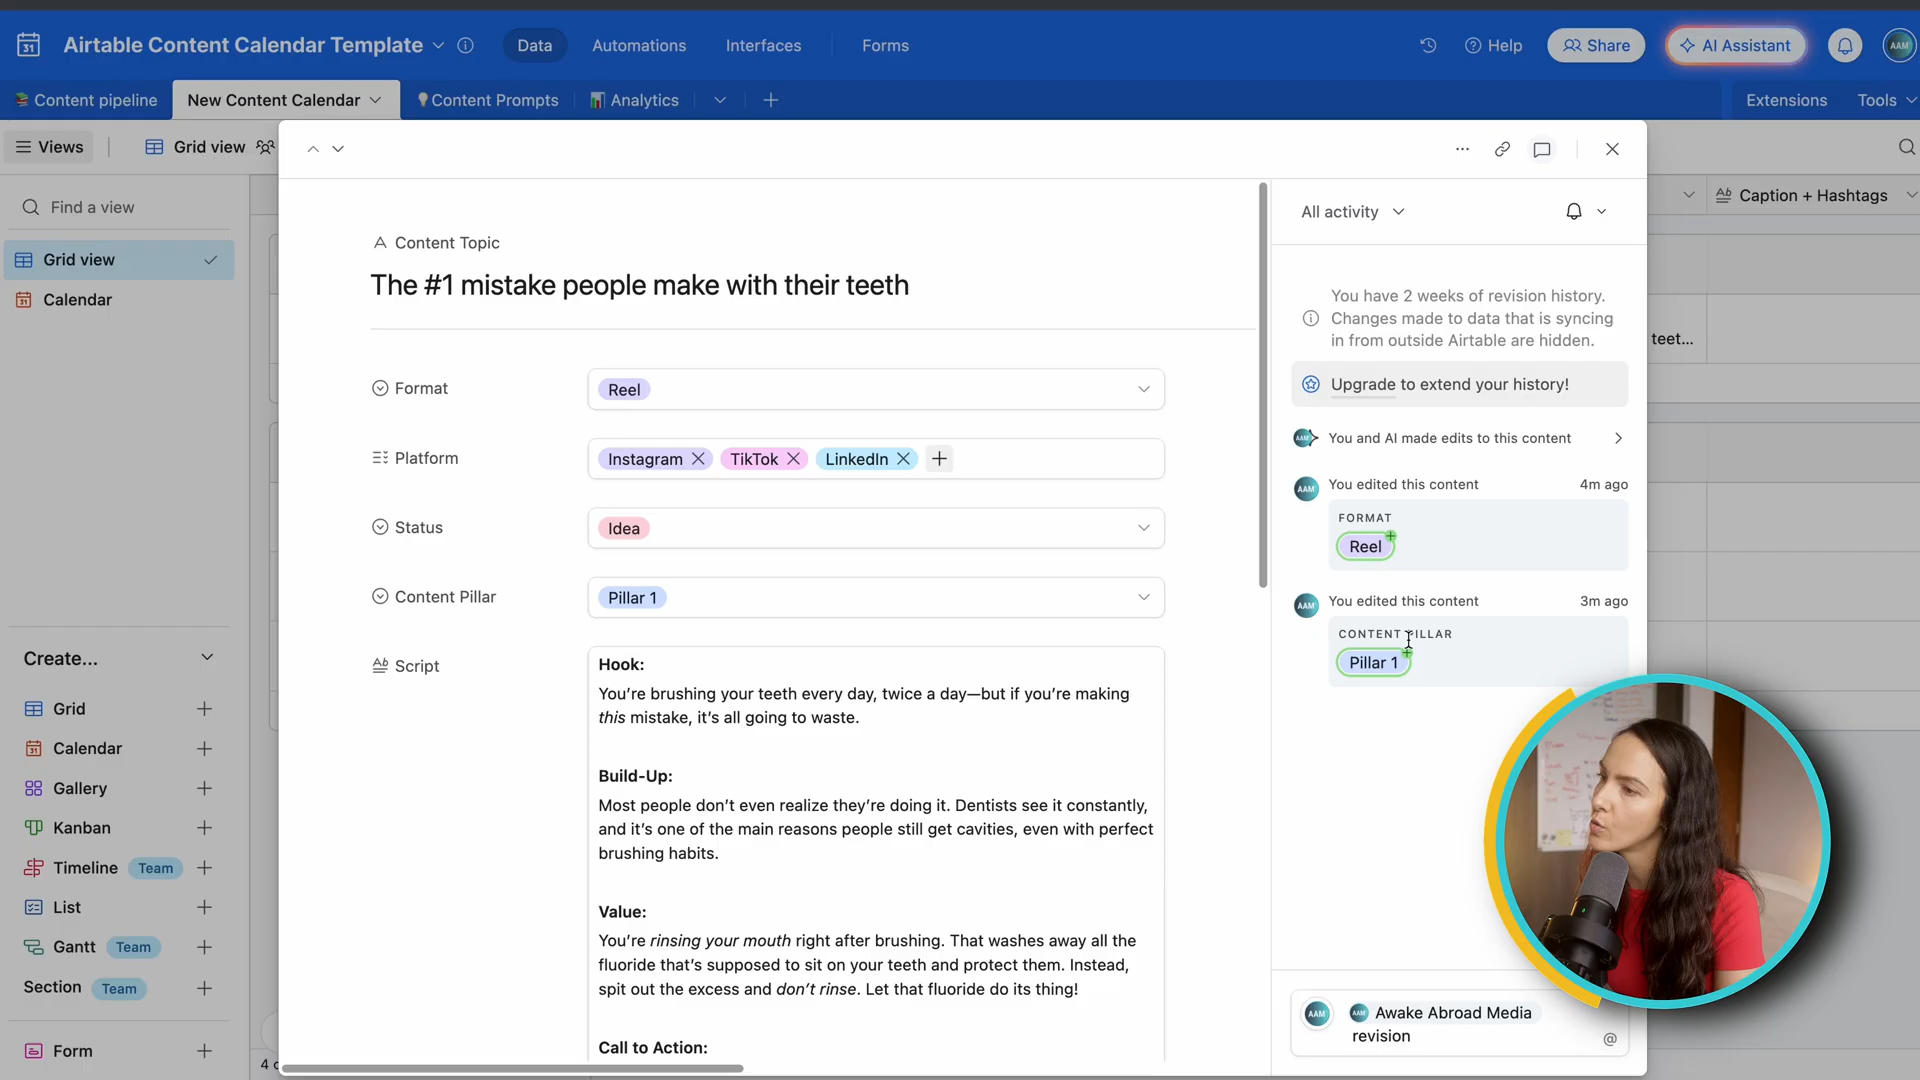 Airtable Content Calendar Template
Data
Automations
Interfaces
Forms
Help
Share
AI Assistant
AAM
Content pipeline
New Content Calendar
Content Prompts
Analytics
Extensions
Tools
Views
Grid view
Find a view
Grid view
Calendar
Create...
Grid
Calendar
Gallery
Kanban
Timeline Team
List
Gantt Team
Section Team
Form
Content Topic
The #1 mistake people make with their teeth
Format
Reel
Platform
Instagram
TikTok
LinkedIn
Status
Idea
Content Pillar
Pillar 1
Script
Hook:
You’re brushing your teeth every day, twice a day—but if you’re making
this mistake, it’s all going to waste.
Build-Up:
Most people don’t even realize they’re doing it. Dentists see it constantly,
and it’s one of the main reasons people still get cavities, even with perfect
brushing habits.
Value:
You’re rinsing your mouth right after brushing. That washes away all the
fluoride that’s supposed to sit on your teeth and protect them. Instead,
spit out the excess and don’t rinse. Let that fluoride do its thing!
Call to Action:
All activity
You have 2 weeks of revision history.
Changes made to data that is syncing
in from outside Airtable are hidden.
Upgrade to extend your history!
AAM
You and AI made edits to this content
AAM
You edited this content
4m ago
FORMAT
Reel
AAM
You edited this content
3m ago
CONTENT PILLAR
Pillar 1
AAM
AAM
Awake Abroad Media
revision
@
Caption + Hashtags
teet...